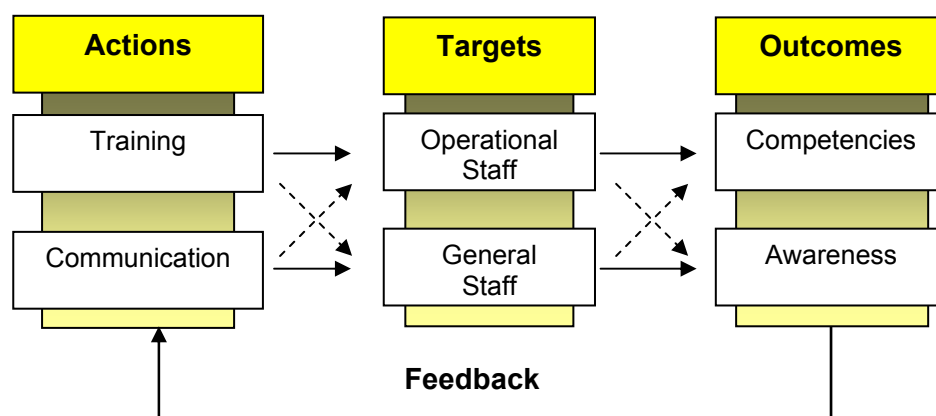 Actions
Targets
Outcomes
Training
Operational
Staff
Competencies
Communication
General
Staff
Awareness
Feedback